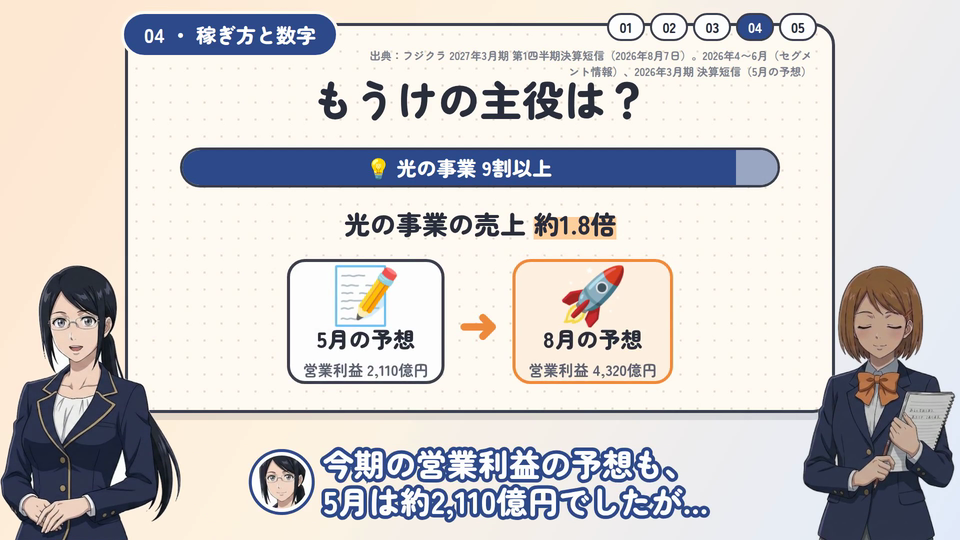 04 ・ 稼ぎ方と数字
01 02 03 04 05
出典：フジクラ 2027年3月期 第1四半期決算短信（2026年8月7日）。2026年4〜6月（セグメ
ント情報）、2026年3月期 決算短信（5月の予想）
もうけの主役は？
光の事業 9割以上
光の事業の売上 約1.8倍
5月の予想
営業利益 2,110億円
8月の予想
営業利益 4,320億円
今期の営業利益の予想も、
5月は約2,110億円でしたが…